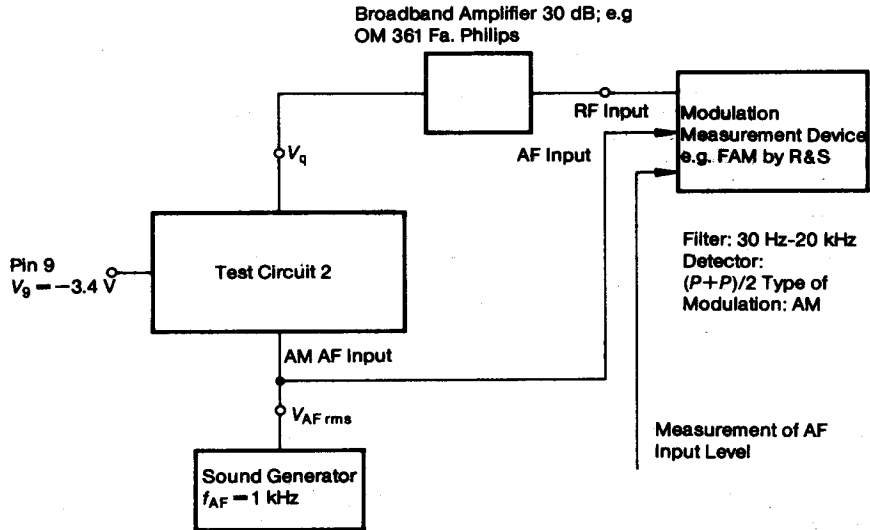 Broadband Amplifier 30 dB; e.g
OM 361 Fa. Philips
RF Input
Modulation
Measurement Device
e.g. FAM by R&S
AF Input
Vq
Filter: 30 Hz-20 kHz
Detector:
(P+P)/2 Type of
Modulation: AM
Pin 9
V9 = -3.4 V
Test Circuit 2
AM AF Input
VAF rms
Measurement of AF
Input Level
Sound Generator
fAF = 1 kHz